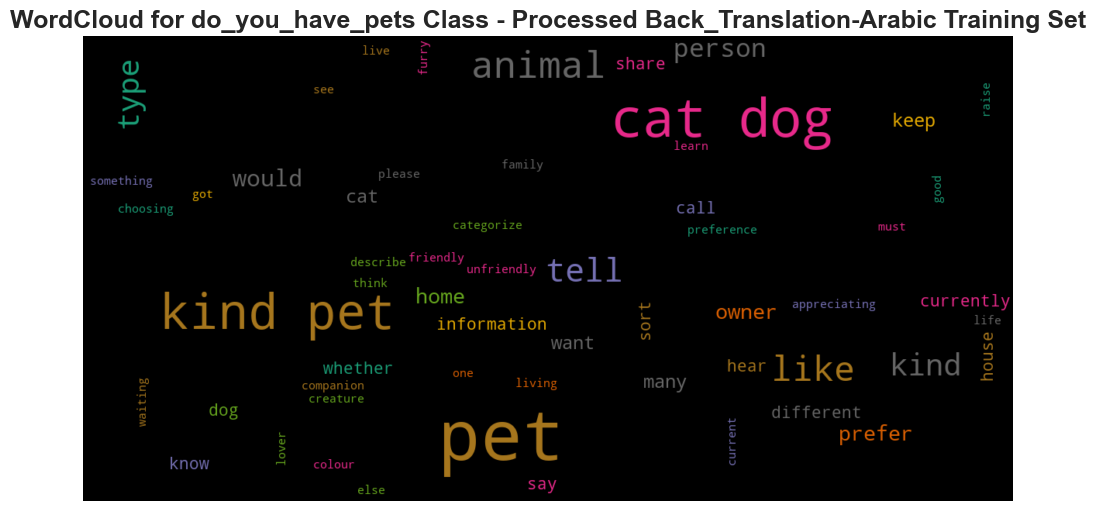 WordCloud for do_you_have_pets Class - Processed Back_Translation-Arabic Training Set
live
furry
person
animal
share
type
see
raise
cat dog
keep
learn
family
please
would
something
got
cat
good
choosing
call
categorize
preference
must
friendly
describe
unfriendly
tell
think
home
kind pet
currently
appreciating
owner
information
sort
life
want
house
whether
hear
like
kind
one
living
companion
many
creature
waiting
dog
different
prefer
lover
current
know
colour
pet
say
else